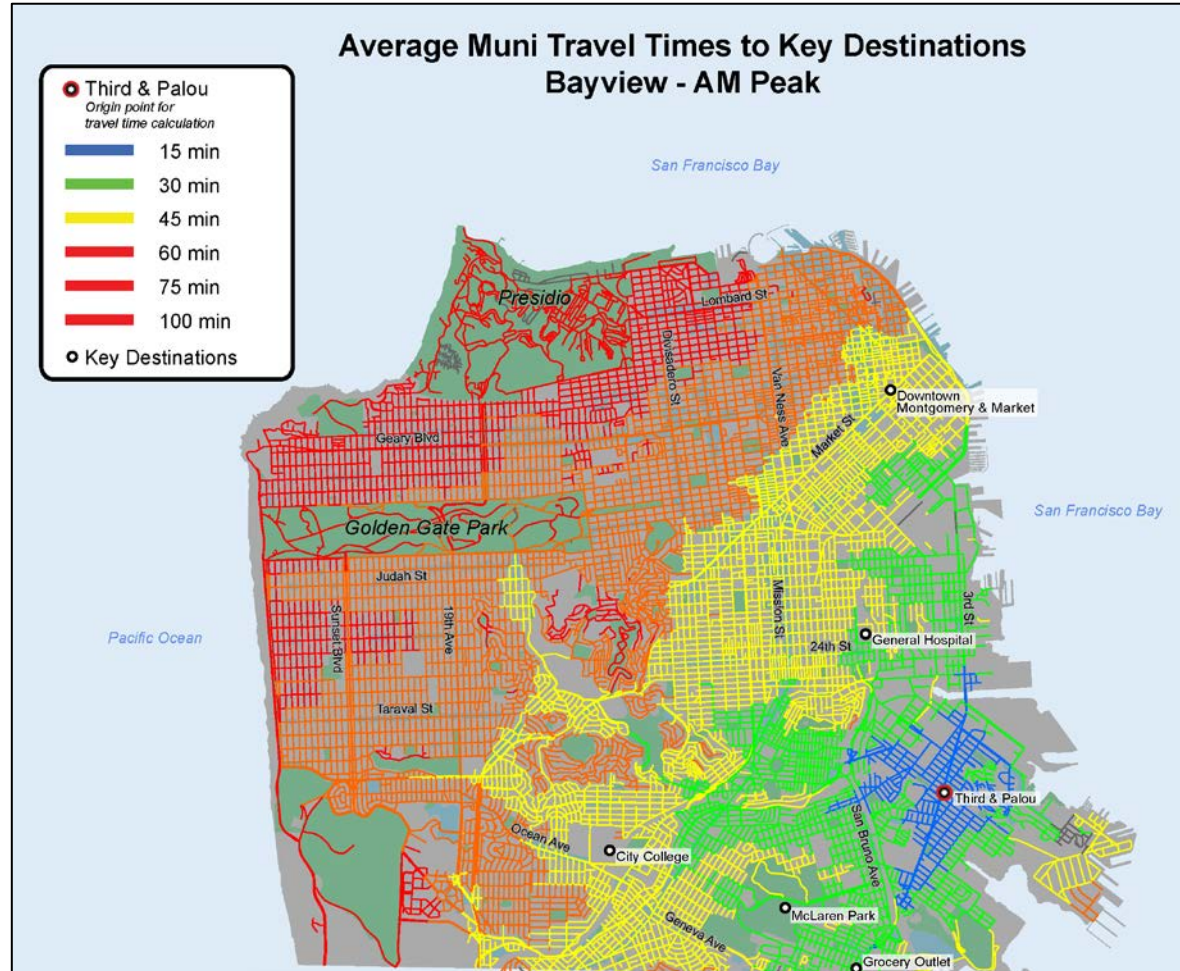 Average Muni Travel Times to Key Destinations
Bayview - AM Peak
Third & Palou
Origin point for
travel time calculation
15 min
30 min
45 min
60 min
75 min
100 min
Key Destinations
San Francisco Bay
Presidio
Lombard St
Divisadero St
Van Ness Ave
Downtown
Montgomery & Market
Geary Blvd
Market St
Golden Gate Park
San Francisco Bay
Judah St
Sunset Blvd
19th Ave
Mission St
3rd St
Pacific Ocean
General Hospital
24th St
Taraval St
Third & Palou
Ocean Ave
City College
San Bruno Ave
McLaren Park
Geneva Ave
Grocery Outlet